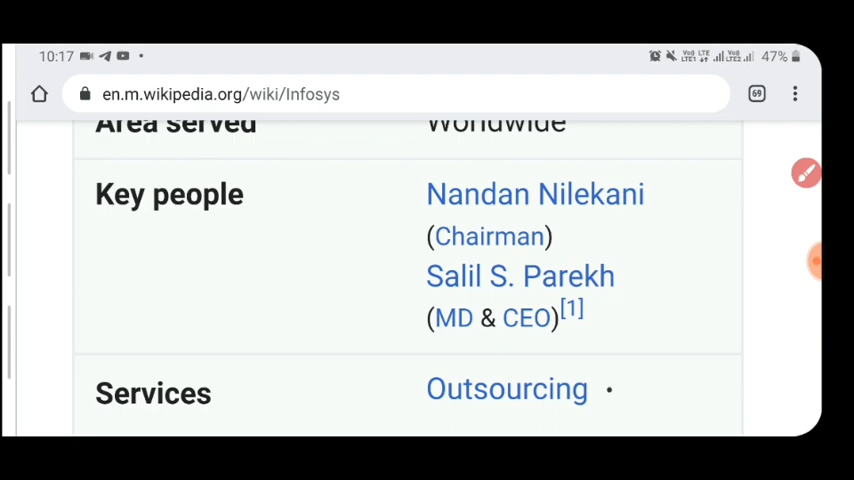 10:17 47%
en.m.wikipedia.org/wiki/Infosys 69
Area served Worldwide
Key people Nandan Nilekani
(Chairman)
Salil S. Parekh
(MD & CEO)[1]
Services Outsourcing •